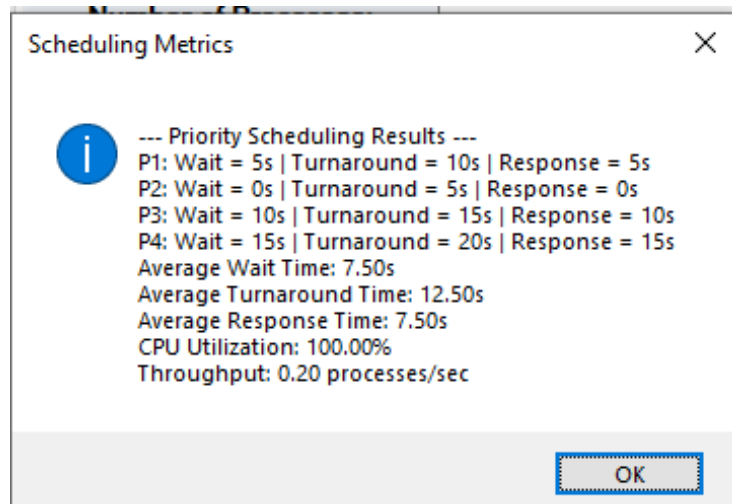 Scheduling Metrics
--- Priority Scheduling Results ---
P1: Wait = 5s | Turnaround = 10s | Response = 5s
P2: Wait = 0s | Turnaround = 5s | Response = 0s
P3: Wait = 10s | Turnaround = 15s | Response = 10s
P4: Wait = 15s | Turnaround = 20s | Response = 15s
Average Wait Time: 7.50s
Average Turnaround Time: 12.50s
Average Response Time: 7.50s
CPU Utilization: 100.00%
Throughput: 0.20 processes/sec
OK